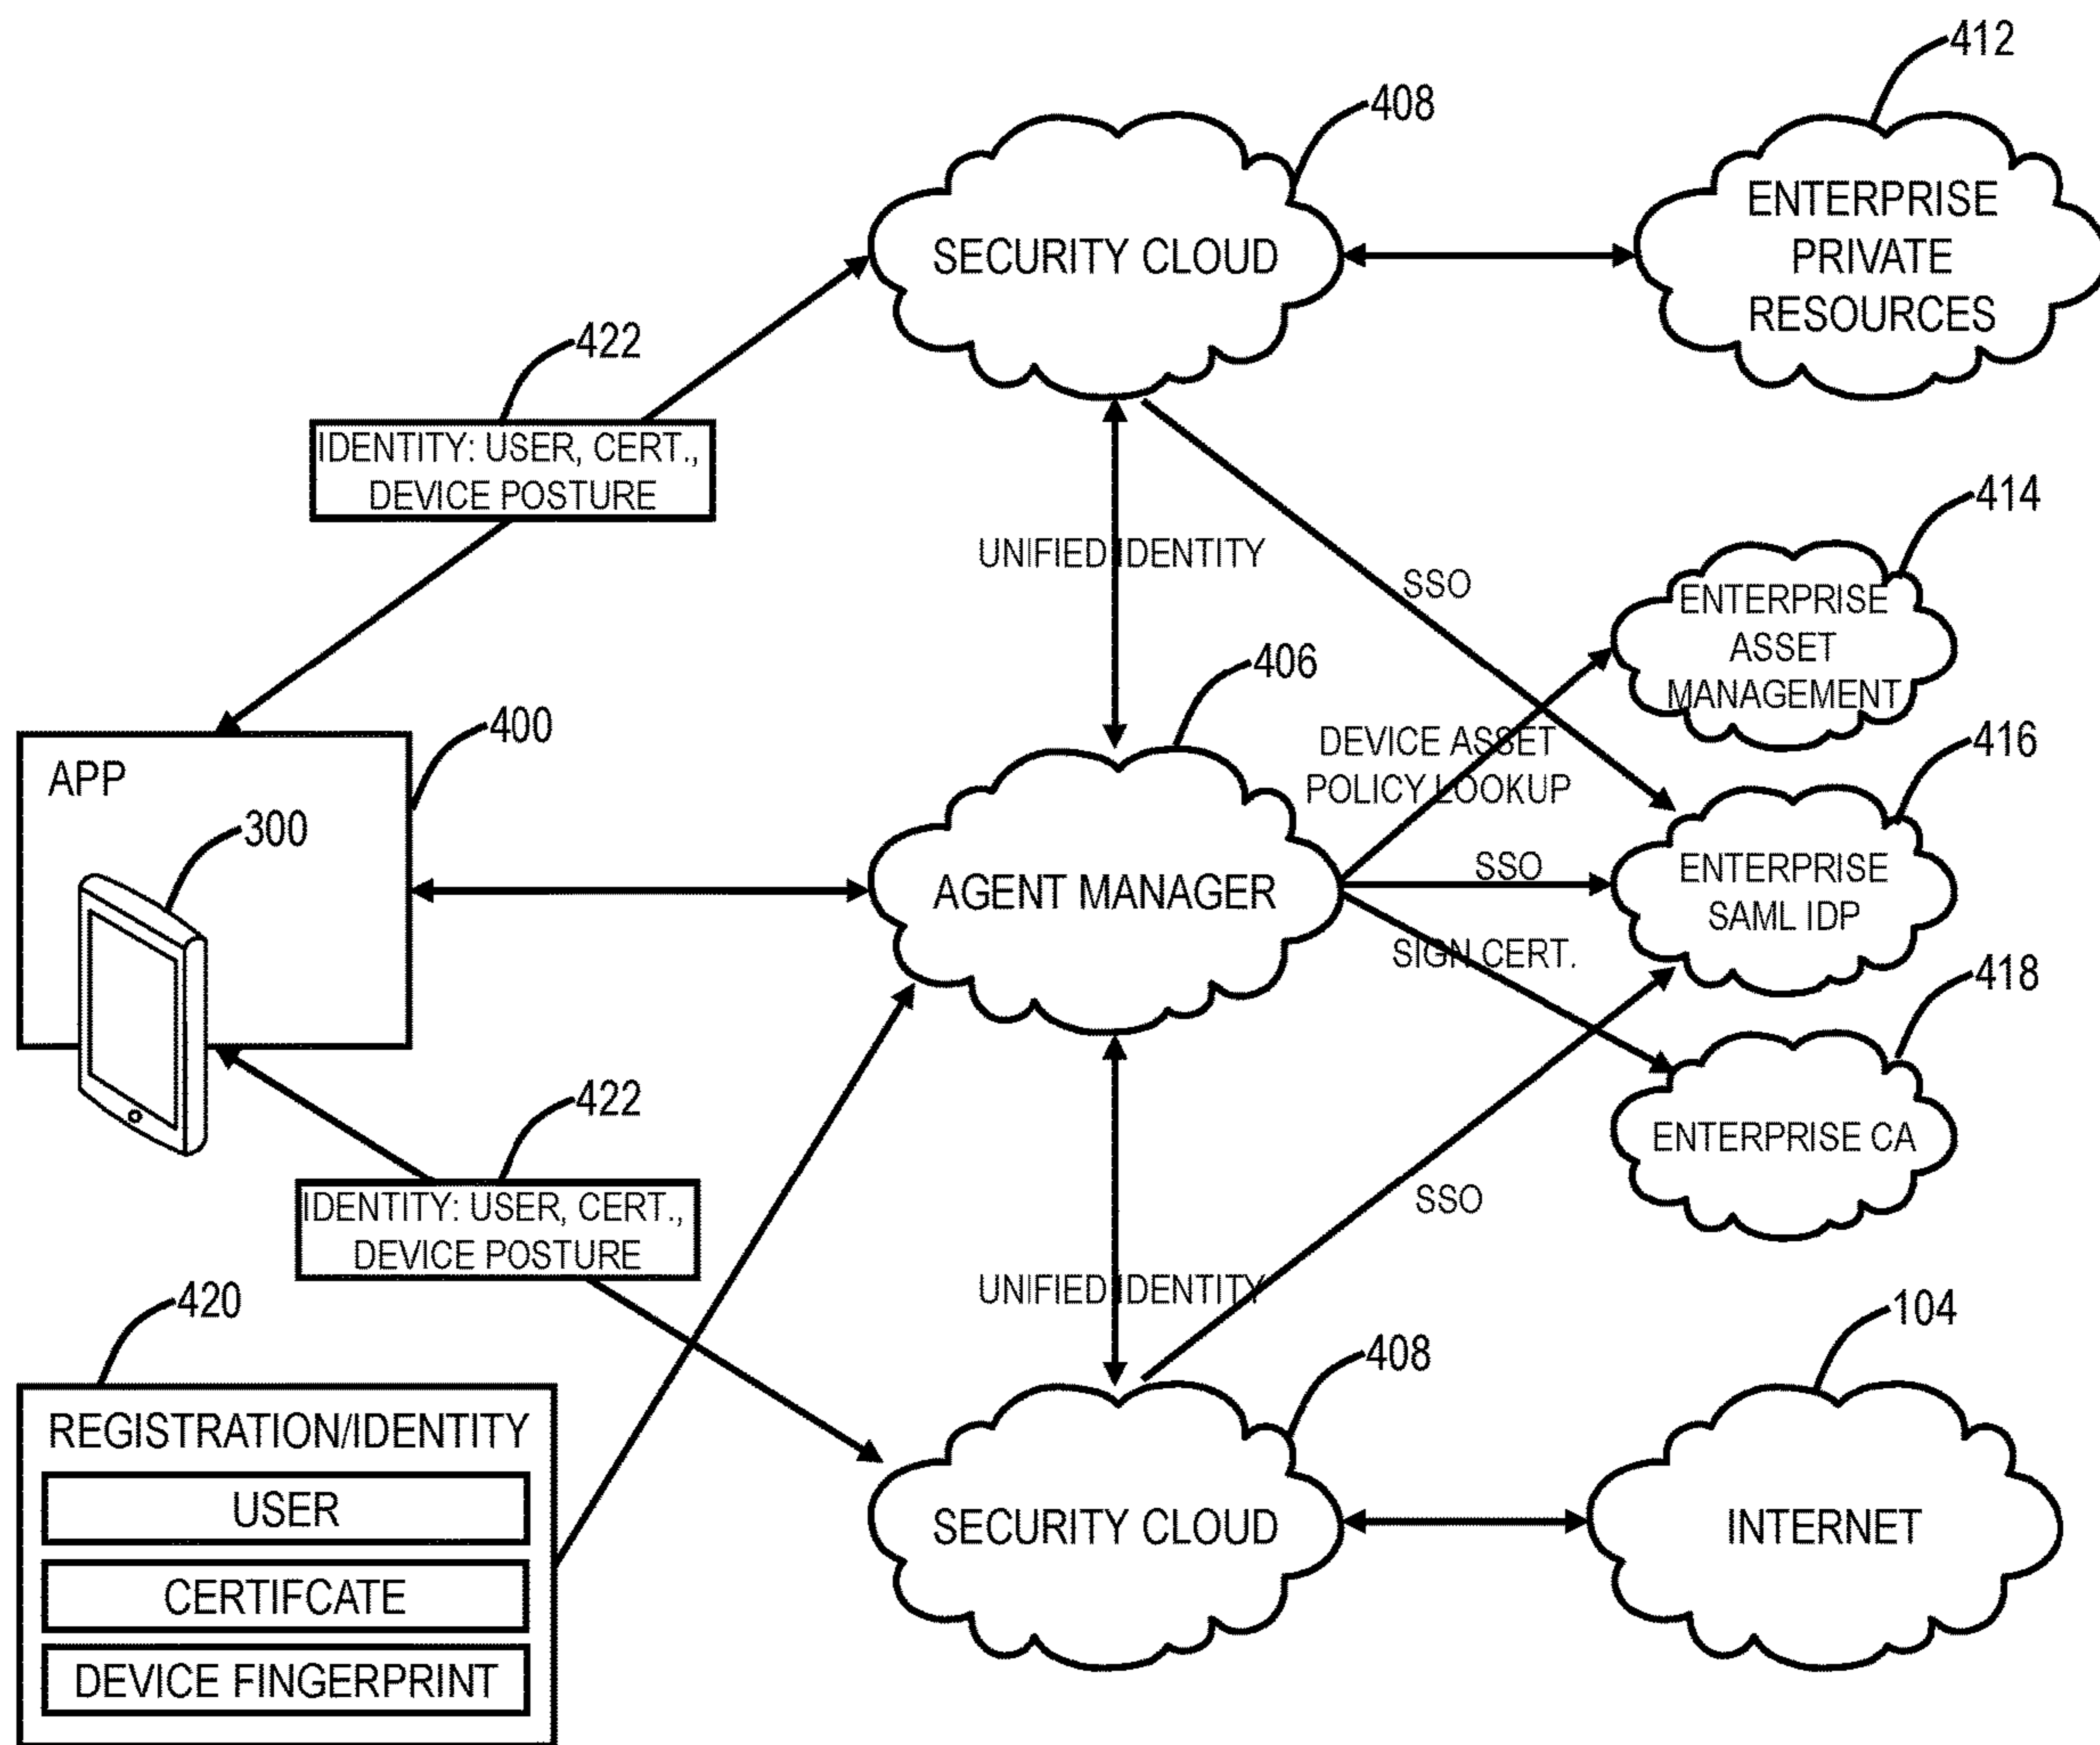 412
408
ENTERPRISE
PRIVATE
RESOURCES
SECURITY CLOUD
422
IDENTITY: USER, CERT.,
DEVICE POSTURE
414
UNIFIED IDENTITY
SSO
ENTERPRISE
ASSET
MANAGEMENT
406
400
DEVICE ASSET
POLICY LOOKUP
416
APP
300
AGENT MANAGER
SSO
ENTERPRISE
SAML IDP
SIGN CERT.
418
422
ENTERPRISE CA
IDENTITY: USER, CERT.,
DEVICE POSTURE
SSO
UNIFIED IDENTITY
420
104
408
REGISTRATION/IDENTITY
USER
CERTIFCATE
DEVICE FINGERPRINT
SECURITY CLOUD
INTERNET